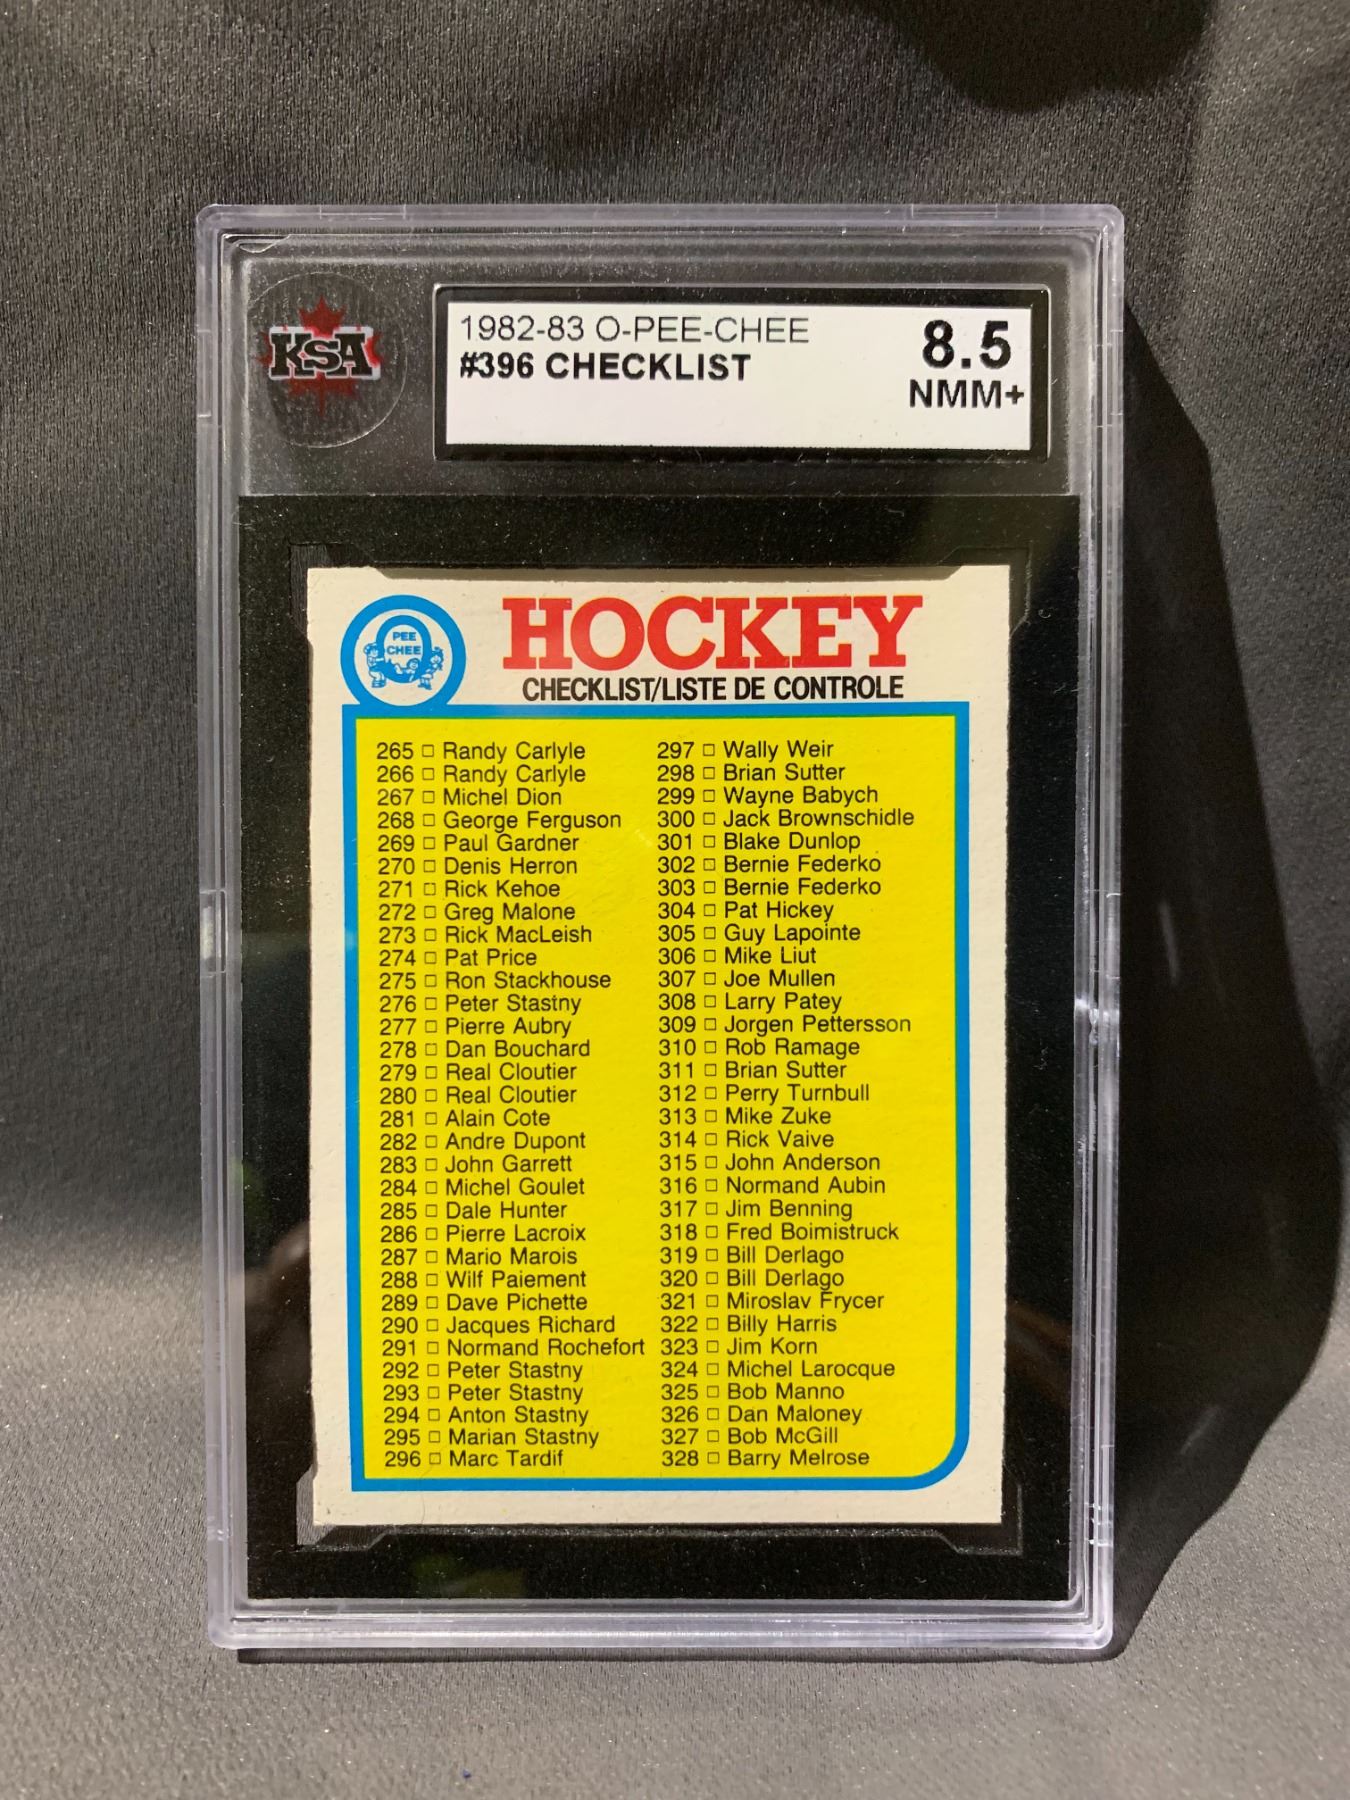 KSA
1982-83 O-PEE-CHEE
#396 CHECKLIST
8.5
NMM+
PEE
CHEE
HOCKEY
CHECKLIST/LISTE DE CONTROLE
265 □ Randy Carlyle
266 □ Randy Carlyle
267 □ Michel Dion
268 □ George Ferguson
269 □ Paul Gardner
270 □ Denis Herron
271 □ Rick Kehoe
272 □ Greg Malone
273 □ Rick MacLeish
274 □ Pat Price
275 □ Ron Stackhouse
276 □ Peter Stastny
277 □ Pierre Aubry
278 □ Dan Bouchard
279 □ Real Cloutier
280 □ Real Cloutier
281 □ Alain Cote
282 □ Andre Dupont
283 □ John Garrett
284 □ Michel Goulet
285 □ Dale Hunter
286 □ Pierre Lacroix
287 □ Mario Marois
288 □ Wilf Paiement
289 □ Dave Pichette
290 □ Jacques Richard
291 □ Normand Rochefort
292 □ Peter Stastny
293 □ Peter Stastny
294 □ Anton Stastny
295 □ Marian Stastny
296 □ Marc Tardif
297 □ Wally Weir
298 □ Brian Sutter
299 □ Wayne Babych
300 □ Jack Brownschidle
301 □ Blake Dunlop
302 □ Bernie Federko
303 □ Bernie Federko
304 □ Pat Hickey
305 □ Guy Lapointe
306 □ Mike Liut
307 □ Joe Mullen
308 □ Larry Patey
309 □ Jorgen Pettersson
310 □ Rob Ramage
311 □ Brian Sutter
312 □ Perry Turnbull
313 □ Mike Zuke
314 □ Rick Vaive
315 □ John Anderson
316 □ Normand Aubin
317 □ Jim Benning
318 □ Fred Boimistruck
319 □ Bill Derlago
320 □ Bill Derlago
321 □ Miroslav Frycer
322 □ Billy Harris
323 □ Jim Korn
324 □ Michel Larocque
325 □ Bob Manno
326 □ Dan Maloney
327 □ Bob McGill
328 □ Barry Melrose